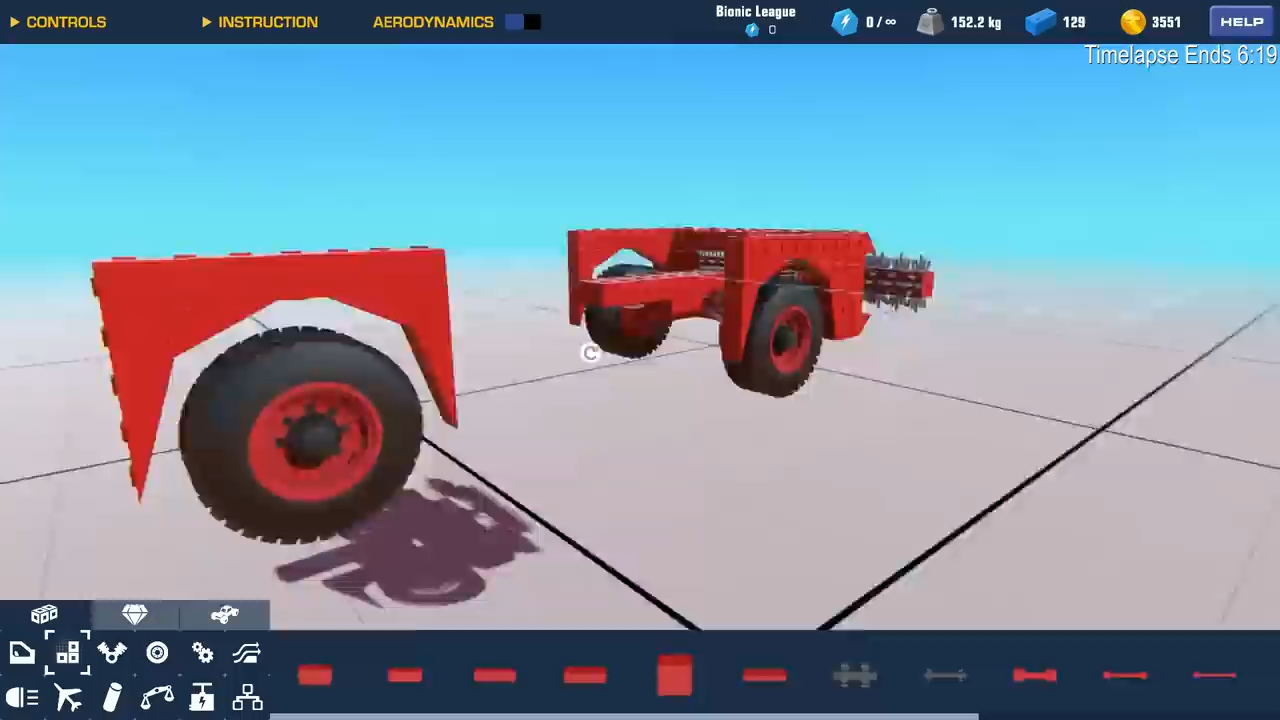 CONTROLS
INSTRUCTION
AERODYNAMICS
Bionic League
0
0 / ∞
152.2 kg
129
3551
HELP
Timelapse Ends 6:19
C